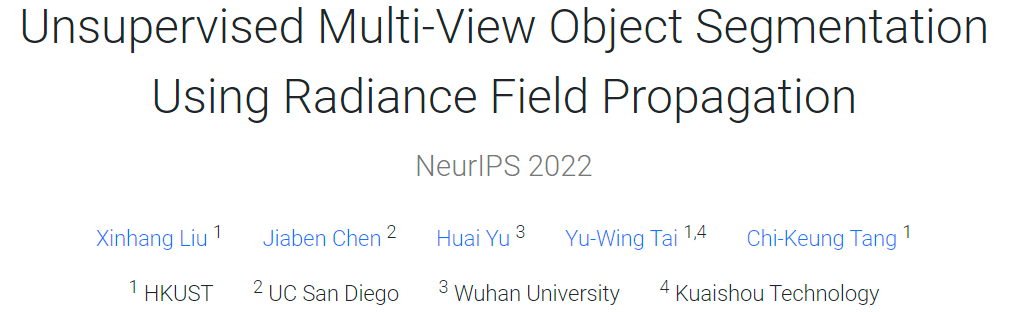 Unsupervised Multi-View Object Segmentation
Using Radiance Field Propagation
NeurIPS 2022
Xinhang Liu 1 Jiaben Chen 2 Huai Yu 3 Yu-Wing Tai 1,4 Chi-Keung Tang 1
1 HKUST 2 UC San Diego 3 Wuhan University 4 Kuaishou Technology